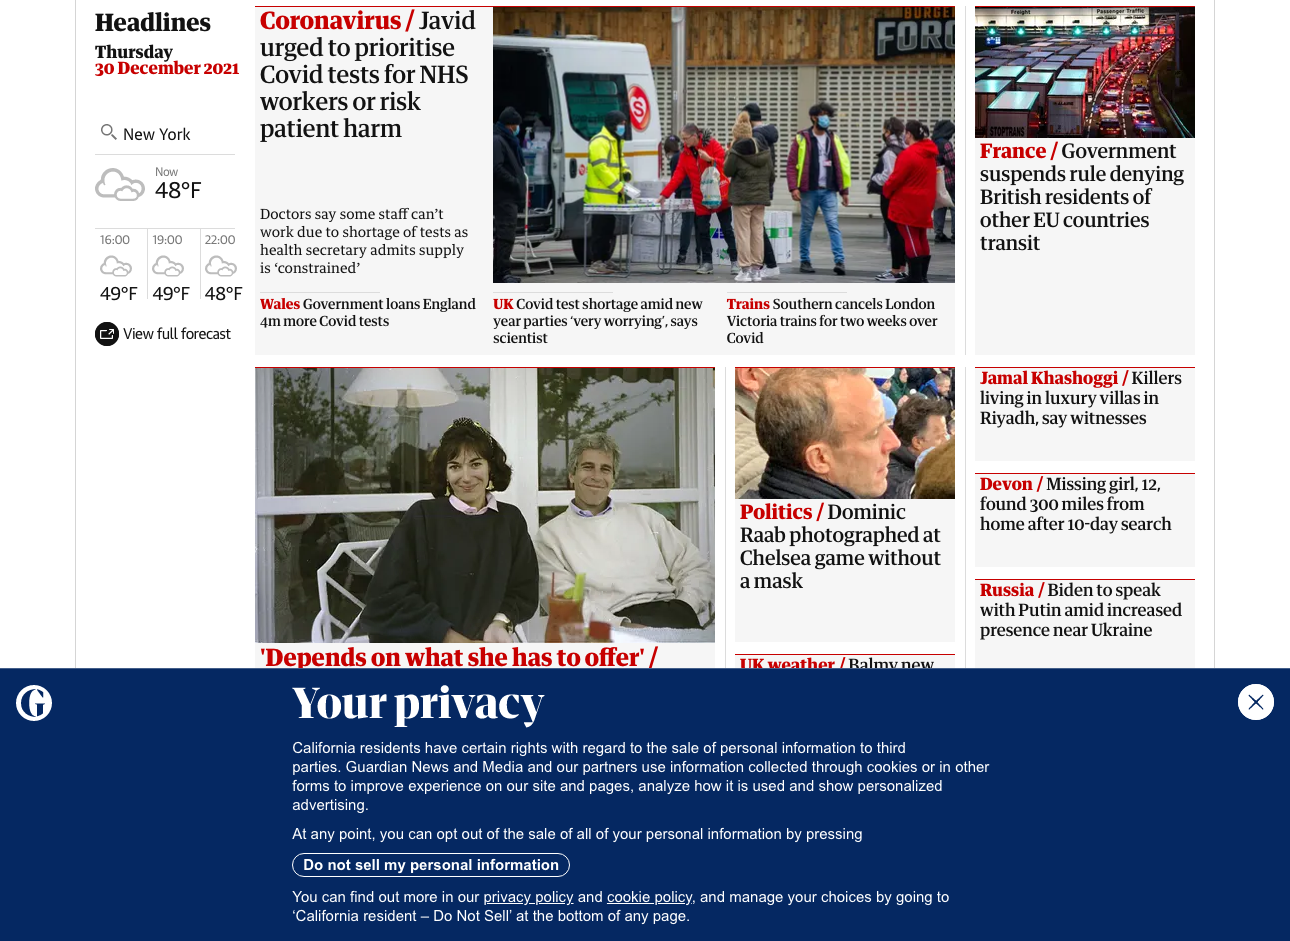 Headlines
Thursday
30 December 2021
New York
Now
48°F
16:00
19:00
22:00
49°F
49°F
48°F
View full forecast
Coronavirus / Javid
urged to prioritise
Covid tests for NHS
workers or risk
patient harm
Doctors say some staff can’t
work due to shortage of tests as
health secretary admits supply
is ‘constrained’
BURGER
FOR
S
Wales Government loans England
4m more Covid tests
UK Covid test shortage amid new
year parties ‘very worrying’, says
scientist
Trains Southern cancels London
Victoria trains for two weeks over
Covid
Freight
Passenger Traffic
STOPTRANS
France / Government
suspends rule denying
British residents of
other EU countries
transit
'Depends on what she has to offer' /
Politics / Dominic
Raab photographed at
Chelsea game without
a mask
UK weather / Balmy new
Jamal Khashoggi / Killers
living in luxury villas in
Riyadh, say witnesses
Devon / Missing girl, 12,
found 300 miles from
home after 10-day search
Russia / Biden to speak
with Putin amid increased
presence near Ukraine
G
Your privacy
California residents have certain rights with regard to the sale of personal information to third
parties. Guardian News and Media and our partners use information collected through cookies or in other
forms to improve experience on our site and pages, analyze how it is used and show personalized
advertising.
At any point, you can opt out of the sale of all of your personal information by pressing
Do not sell my personal information
You can find out more in our privacy policy and cookie policy, and manage your choices by going to
‘California resident – Do Not Sell’ at the bottom of any page.